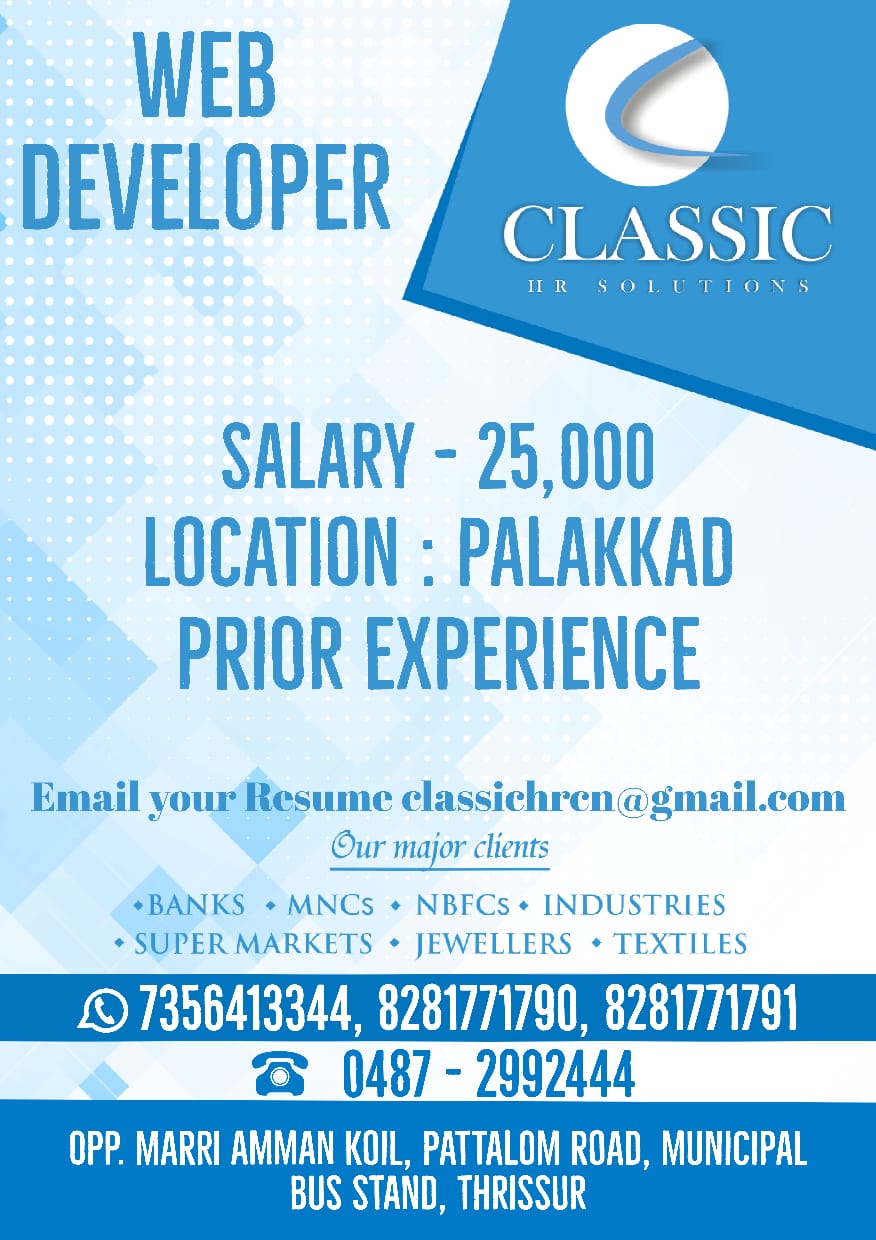 WEB
DEVELOPER
CLASSIC
HR SOLUTIONS
SALARY - 25,000
LOCATION : PALAKKAD
PRIOR EXPERIENCE
Email your Resume classichrcn@gmail.com
Our major clients
◆BANKS ◆ MNCs ◆ NBFCs ◆ INDUSTRIES
◆ SUPER MARKETS ◆ JEWELLERS ◆ TEXTILES
7356413344, 8281771790, 8281771791
0487 - 2992444
OPP. MARRI AMMAN KOIL, PATTALOM ROAD, MUNICIPAL
BUS STAND, THRISSUR